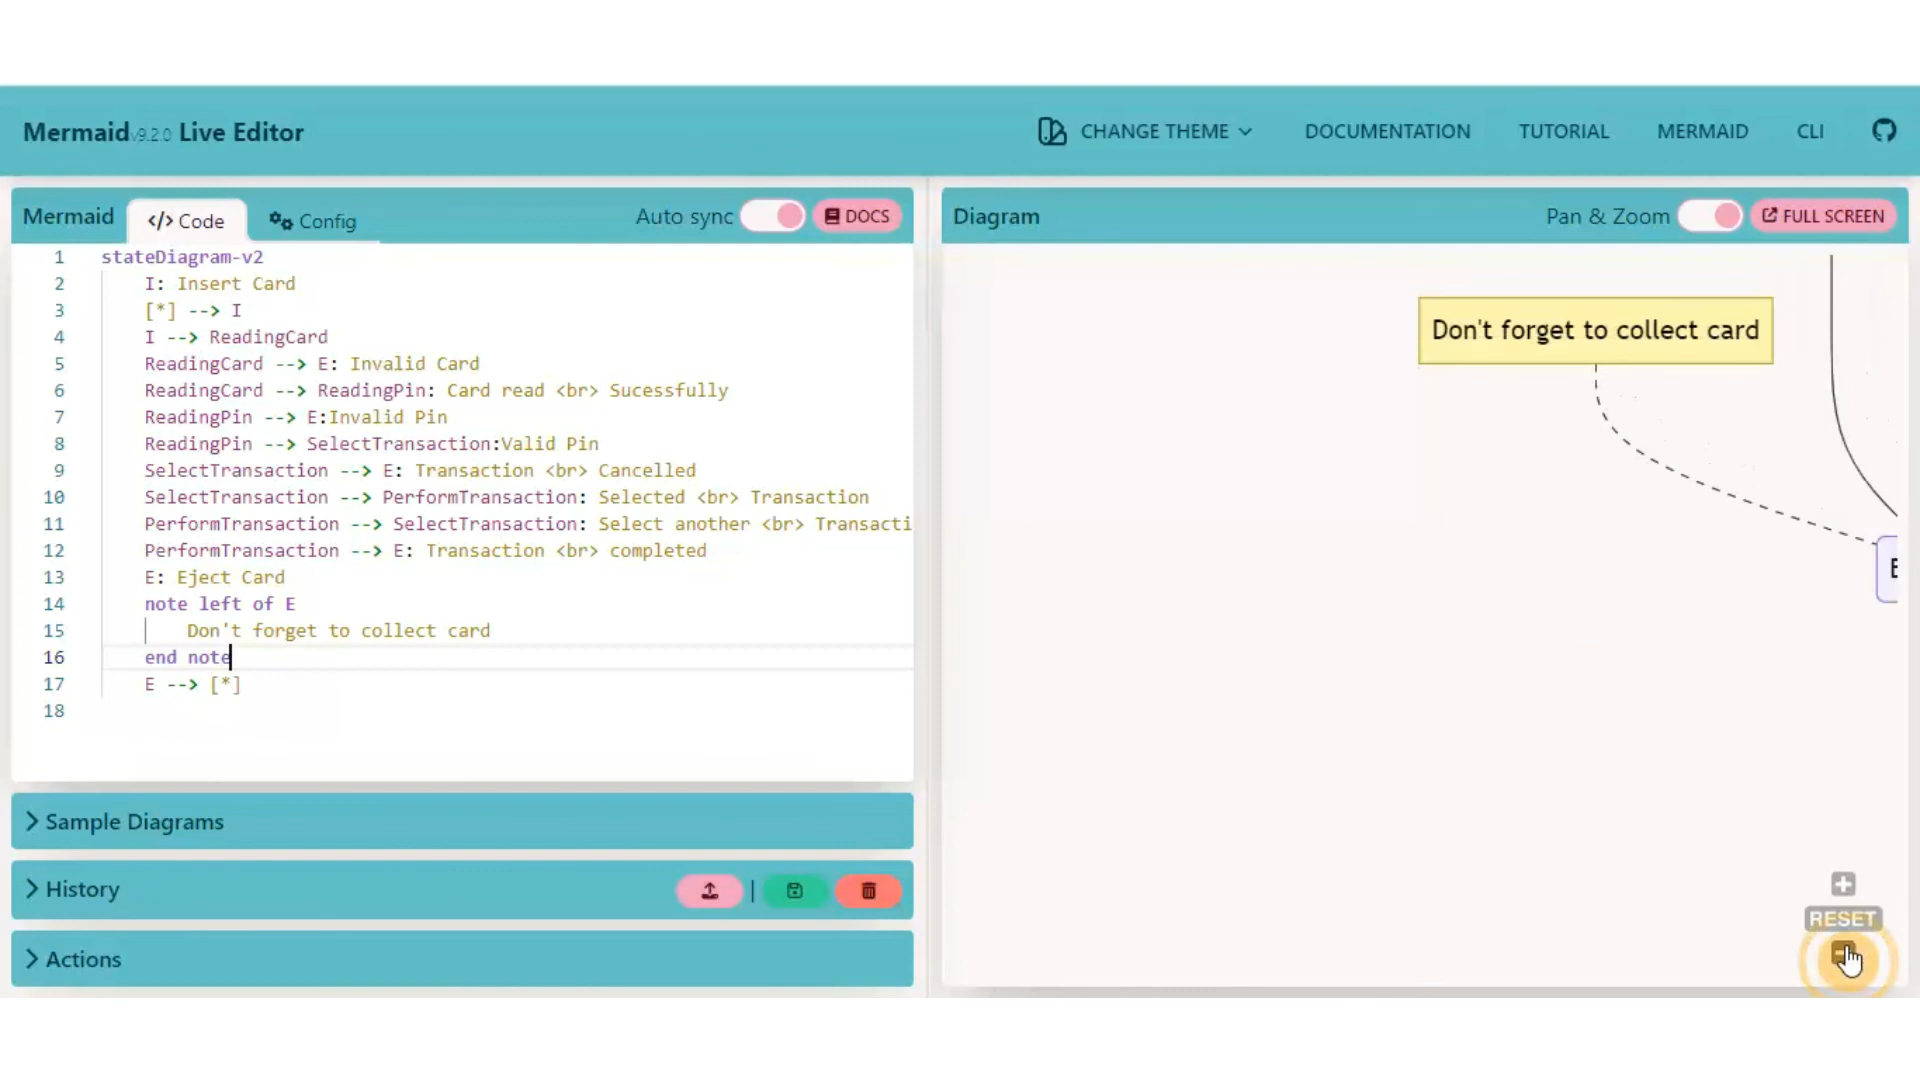 Mermaid v9.2.0 Live Editor
CHANGE THEME
DOCUMENTATION
TUTORIAL
MERMAID
CLI
Mermaid
</> Code
Config
Auto sync
DOCS
1 stateDiagram-v2
2 I: Insert Card
3 [*] --> I
4 I --> ReadingCard
5 ReadingCard --> E: Invalid Card
6 ReadingCard --> ReadingPin: Card read <br> Sucessfully
7 ReadingPin --> E:Invalid Pin
8 ReadingPin --> SelectTransaction:Valid Pin
9 SelectTransaction --> E: Transaction <br> Cancelled
10 SelectTransaction --> PerformTransaction: Selected <br> Transaction
11 PerformTransaction --> SelectTransaction: Select another <br> Transacti
12 PerformTransaction --> E: Transaction <br> completed
13 E: Eject Card
14 note left of E
15 Don't forget to collect card
16 end note
17 E --> [*]
18
Sample Diagrams
History
Actions
Diagram
Pan & Zoom
FULL SCREEN
Don't forget to collect card
E
RESET